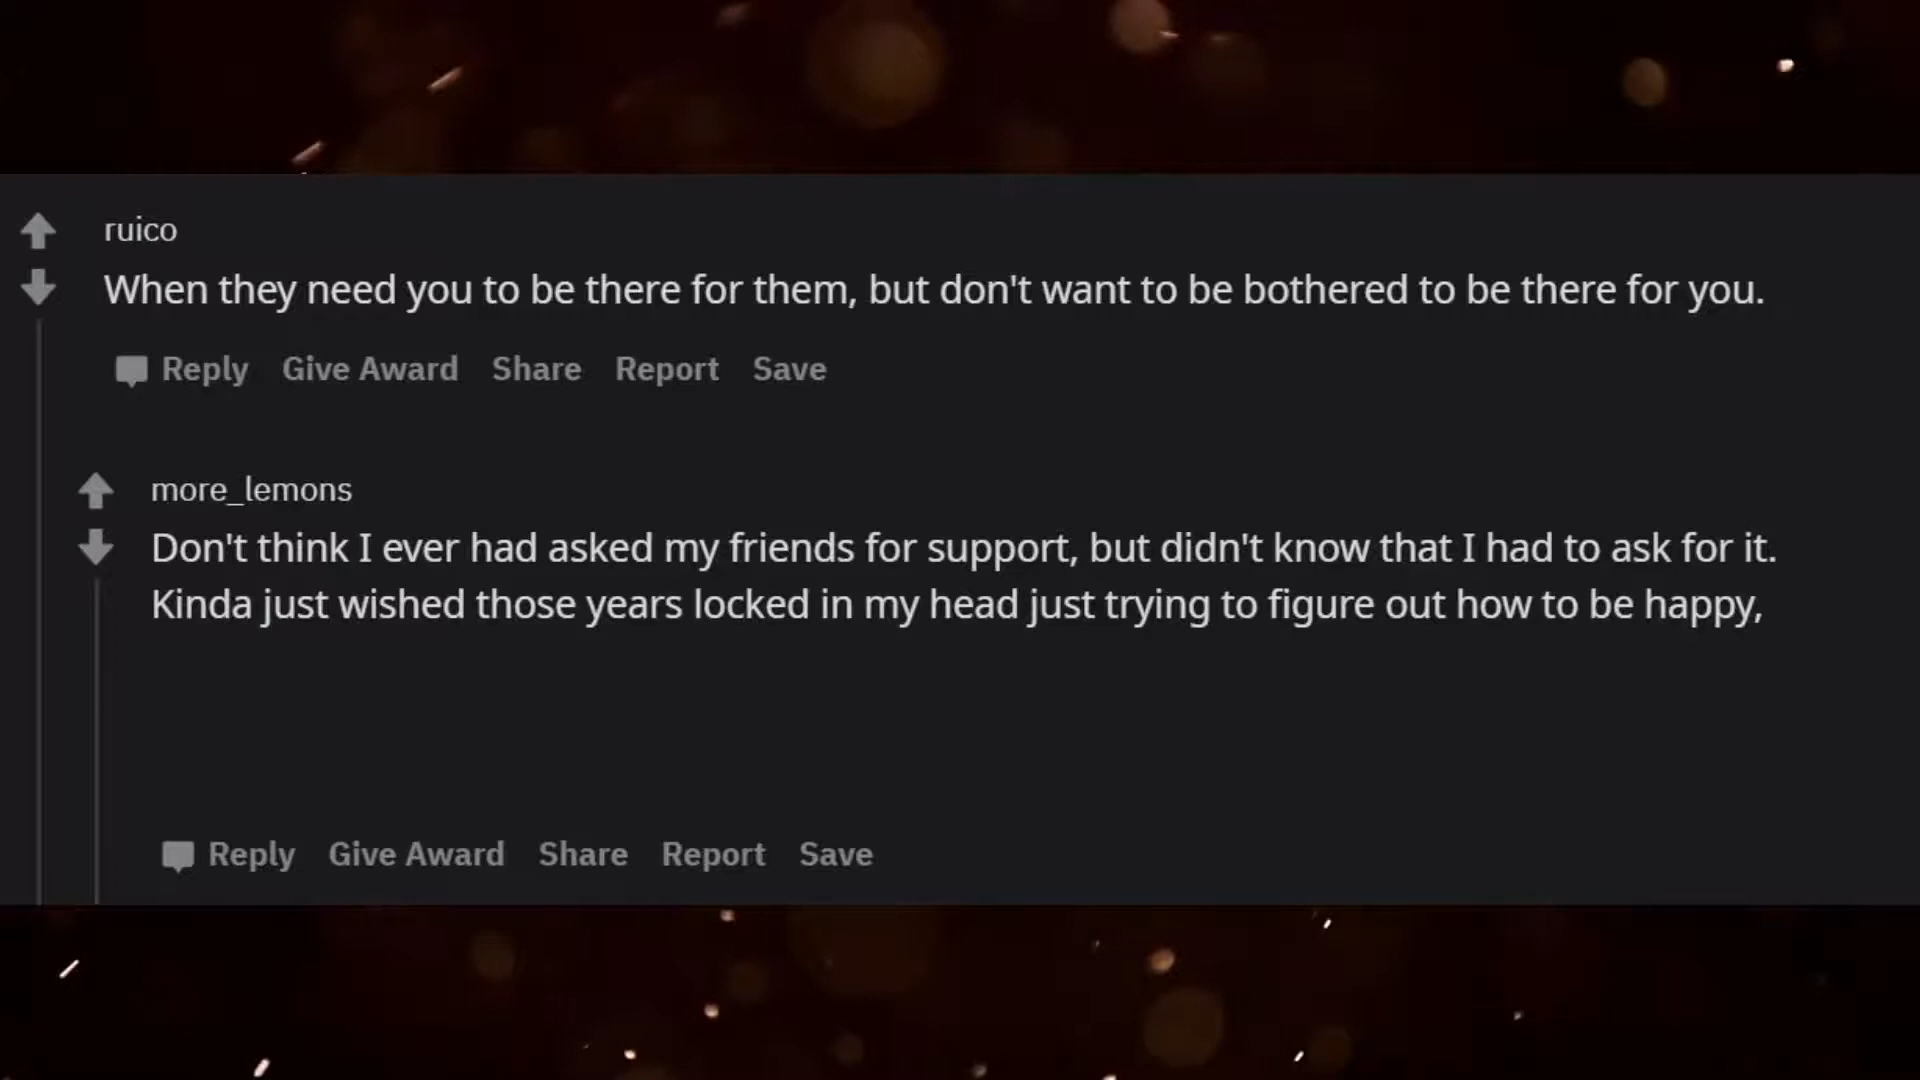 ruico
When they need you to be there for them, but don't want to be bothered to be there for you.
Reply Give Award Share Report Save
more_lemons
Don't think I ever had asked my friends for support, but didn't know that I had to ask for it.
Kinda just wished those years locked in my head just trying to figure out how to be happy,
Reply Give Award Share Report Save